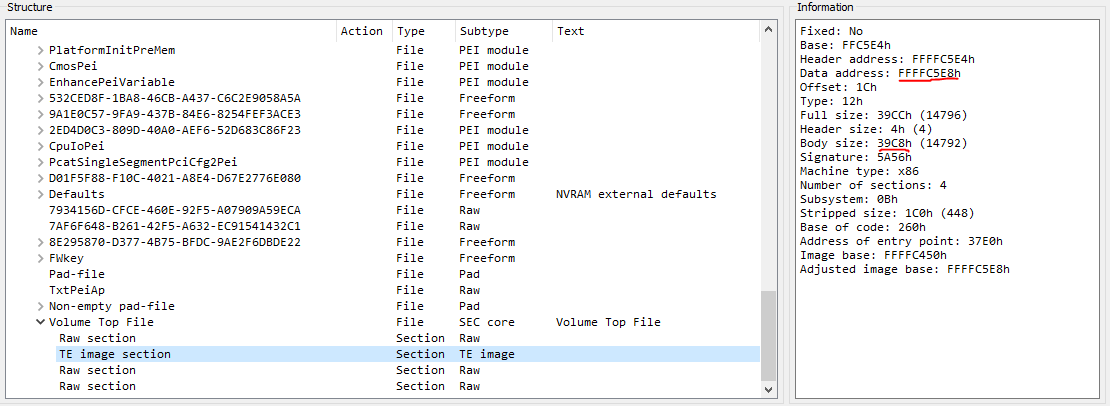 Structure
Name Action Type Subtype Text
PlatformInitPreMem File PEI module
CmosPei File PEI module
EnhancePeiVariable File PEI module
532CED8F-1BA8-46CB-A437-C6C2E9058A5A File Freeform
9A1E0C57-9FA9-437B-84E6-8254FEF3ACE3 File Freeform
2ED4D0C3-809D-40A0-AEF6-52D683C86F23 File PEI module
CpuIoPei File PEI module
PcatSingleSegmentPciCfg2Pei File PEI module
D01F5F88-F10C-4021-A8E4-D67E2776E080 File Freeform
Defaults File Freeform NVRAM external defaults
7934156D-CFCE-460E-92F5-A07909A59ECA File Raw
7AF6F648-B261-42F5-A632-EC91541432C1 File Raw
8E295870-D377-4B75-BFDC-9AE2F6DBDE22 File Freeform
FWkey File Freeform
Pad-file File Pad
TxtPeiAp File Raw
Non-empty pad-file File Pad
Volume Top File File SEC core Volume Top File
Raw section Section Raw
TE image section Section TE image
Raw section Section Raw
Raw section Section Raw
Information
Fixed: No
Base: FFC5E4h
Header address: FFFFC5E4h
Data address: FFFFC5E8h
Offset: 1Ch
Type: 12h
Full size: 39CCh (14796)
Header size: 4h (4)
Body size: 39C8h (14792)
Signature: 5A56h
Machine type: x86
Number of sections: 4
Subsystem: 0Bh
Stripped size: 1C0h (448)
Base of code: 260h
Address of entry point: 37E0h
Image base: FFFFC450h
Adjusted image base: FFFFC5E8h